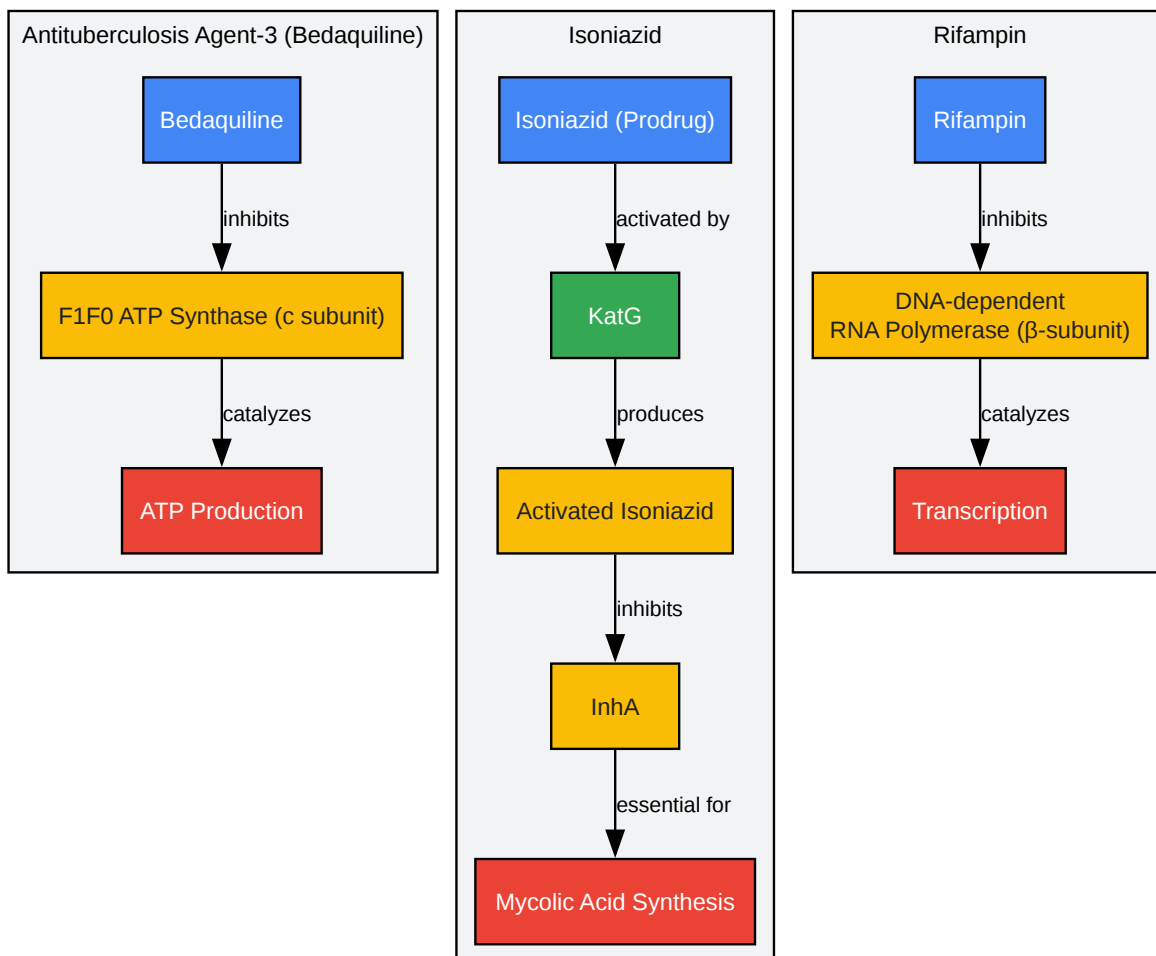 Antituberculosis Agent-3 (Bedaquiline)
Bedaquiline
inhibits
F1F0 ATP Synthase (c subunit)
catalyzes
ATP Production
Isoniazid
Isoniazid (Prodrug)
activated by
KatG
produces
Activated Isoniazid
inhibits
InhA
essential for
Mycolic Acid Synthesis
Rifampin
Rifampin
inhibits
DNA-dependent
RNA Polymerase (β-subunit)
catalyzes
Transcription